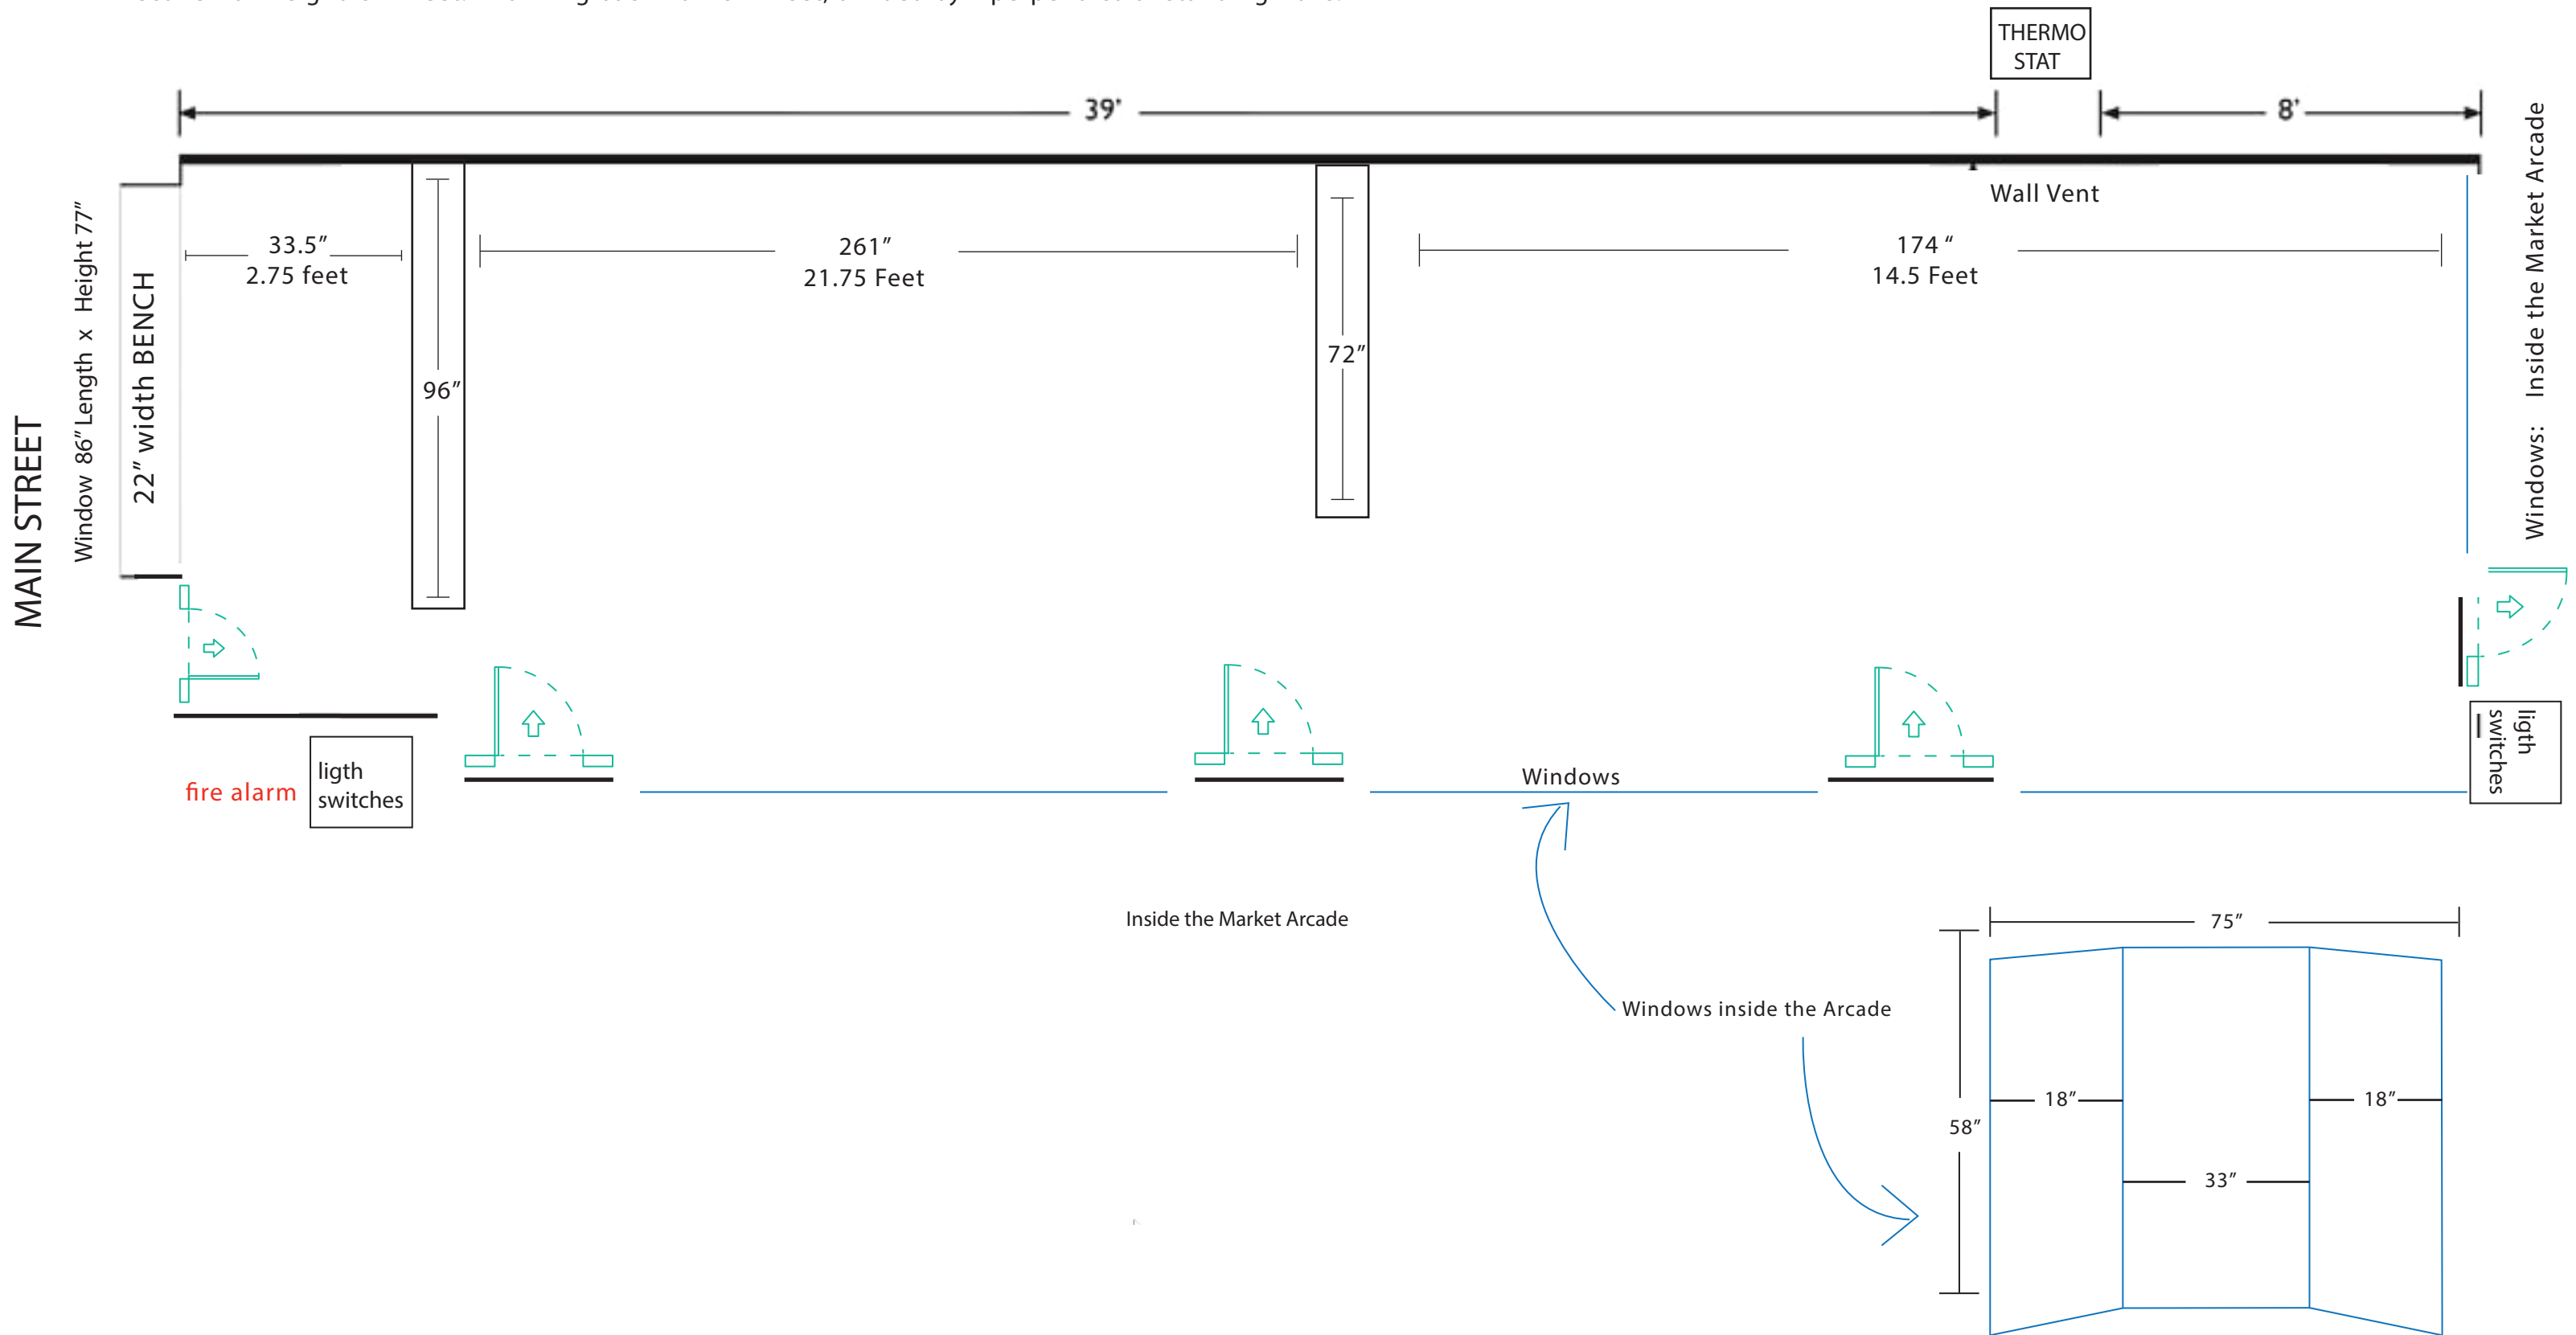 THERMO
STAT
39'
8'
Wall Vent
33.5"
2.75 feet
261"
21.75 Feet
174 "
14.5 Feet
96"
72"
MAIN STREET
Window 86" Length x Height 77"
22" width BENCH
Windows: Inside the Market Arcade
fire alarm
ligth
switches
Windows
ligth
switches
Inside the Market Arcade
Windows inside the Arcade
75"
58"
18"
18"
33"